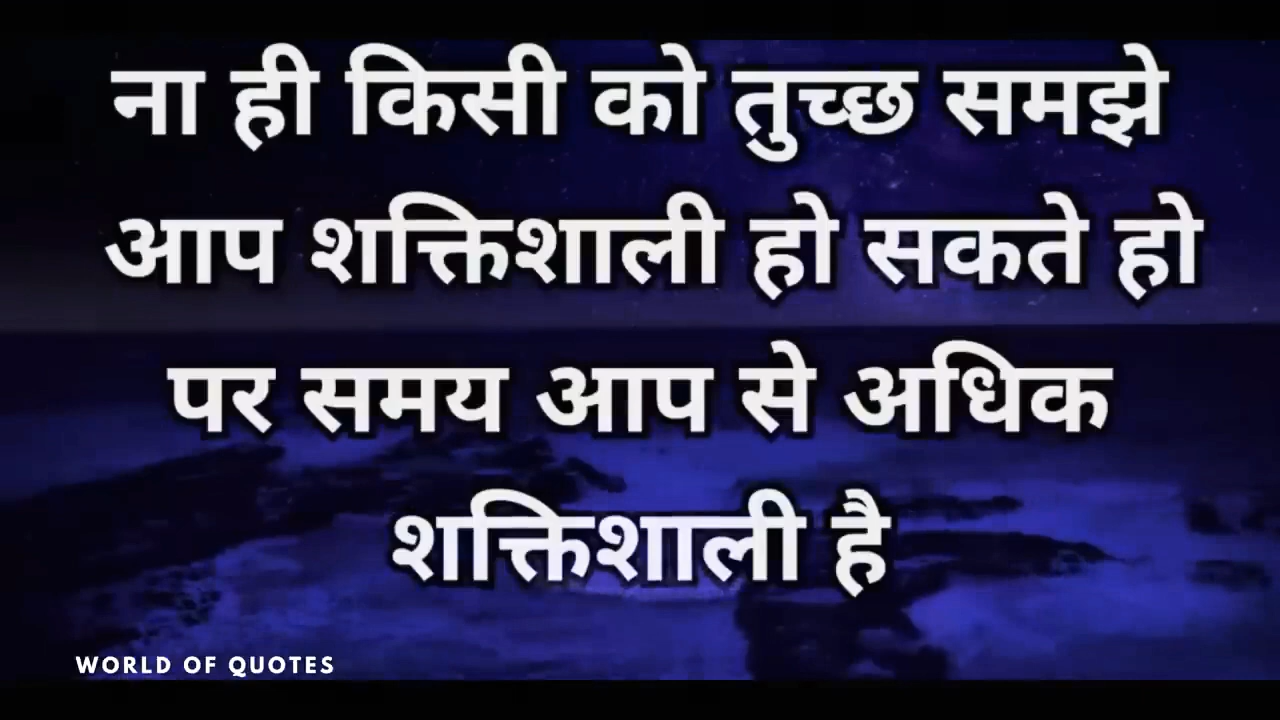 ना ही किसी को तुच्छ समझे
आप शक्तिशाली हो सकते हो
पर समय आप से अधिक
शक्तिशाली है
WORLD OF QUOTES